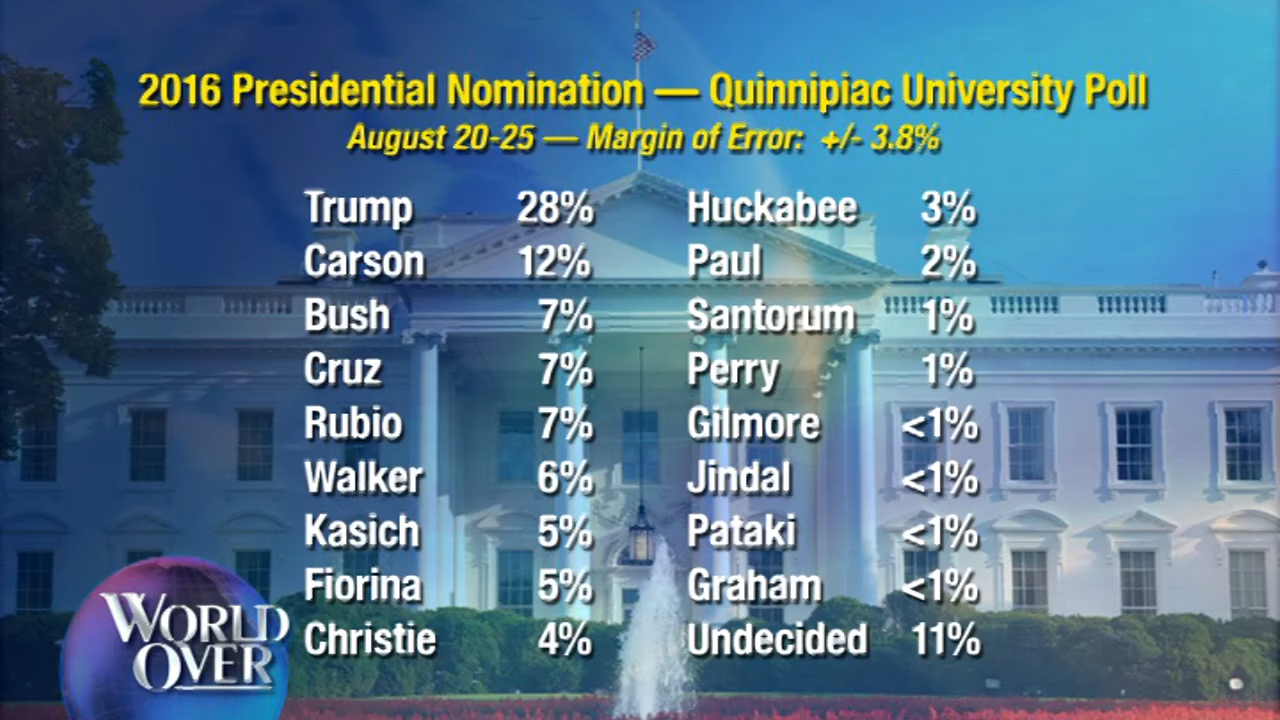 2016 Presidential Nomination — Quinnipiac University Poll
August 20-25 — Margin of Error: +/- 3.8%
Trump 28% Huckabee 3%
Carson 12% Paul 2%
Bush 7% Santorum 1%
Cruz 7% Perry 1%
Rubio 7% Gilmore <1%
Walker 6% Jindal <1%
Kasich 5% Pataki <1%
Fiorina 5% Graham <1%
Christie 4% Undecided 11%
WORLD
OVER